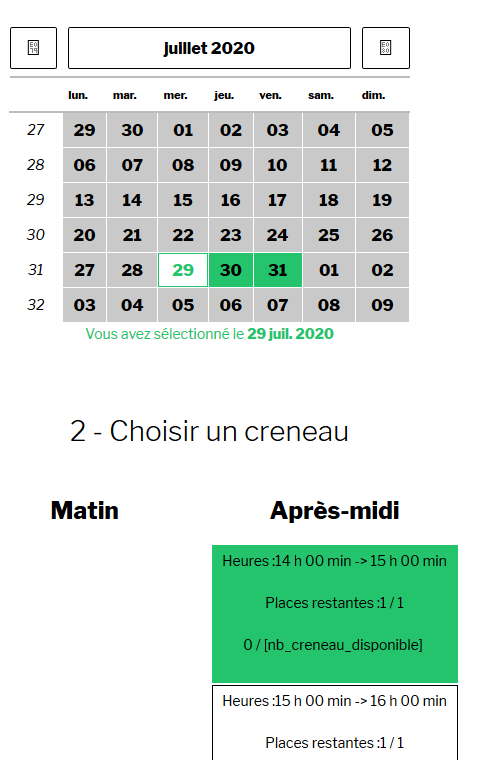 juillet 2020
lun. mar. mer. jeu. ven. sam. dim.
27 29 30 01 02 03 04 05
28 06 07 08 09 10 11 12
29 13 14 15 16 17 18 19
30 20 21 22 23 24 25 26
31 27 28 29 30 31 01 02
32 03 04 05 06 07 08 09
Vous avez sélectionné le 29 juil. 2020
2 - Choisir un creneau
Matin
Après-midi
Heures :14 h 00 min -> 15 h 00 min
Places restantes :1 / 1
0 / [nb_creneau_disponible]
Heures :15 h 00 min -> 16 h 00 min
Places restantes :1 / 1